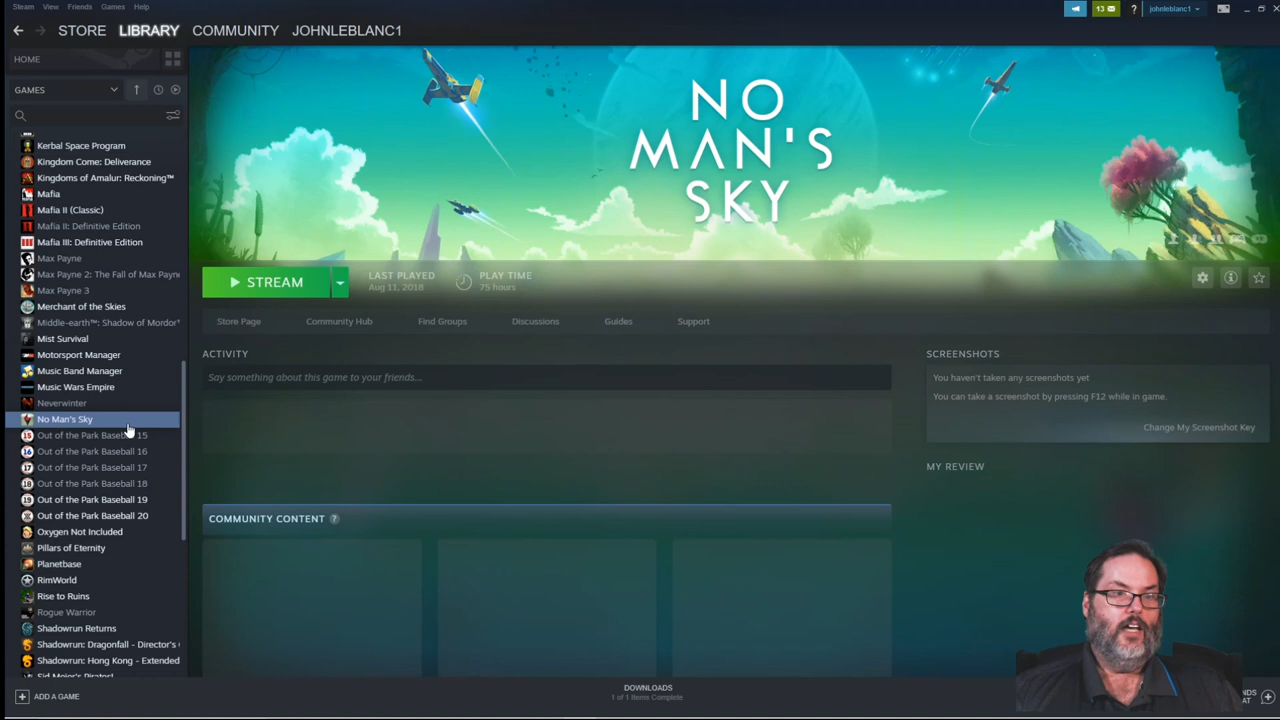 Steam View Friends Games Help
13 ? johnleblanc1
STORE LIBRARY COMMUNITY JOHNLEBLANC1
HOME
GAMES
Kerbal Space Program
Kingdom Come: Deliverance
Kingdoms of Amalur: Reckoning™
Mafia
Mafia II (Classic)
Mafia II: Definitive Edition
Mafia III: Definitive Edition
Max Payne
Max Payne 2: The Fall of Max Payne
Max Payne 3
Merchant of the Skies
Middle-earth™: Shadow of Mordor™
Mist Survival
Motorsport Manager
Music Band Manager
Music Wars Empire
Neverwinter
No Man's Sky
Out of the Park Baseball 15
Out of the Park Baseball 16
Out of the Park Baseball 17
Out of the Park Baseball 18
Out of the Park Baseball 19
Out of the Park Baseball 20
Oxygen Not Included
Pillars of Eternity
Planetbase
RimWorld
Rise to Ruins
Rogue Warrior
Shadowrun Returns
Shadowrun: Dragonfall - Director's
Shadowrun: Hong Kong - Extended
Sid Meier's Pirates!
ADD A GAME
NO
MAN'S
SKY
STREAM
LAST PLAYED
Aug 11, 2018
PLAY TIME
75 hours
Store Page Community Hub Find Groups Discussions Guides Support
ACTIVITY
Say something about this game to your friends...
COMMUNITY CONTENT ?
SCREENSHOTS
You haven't taken any screenshots yet
You can take a screenshot by pressing F12 while in game.
Change My Screenshot Key
MY REVIEW
DOWNLOADS
1 of 1 Items Complete